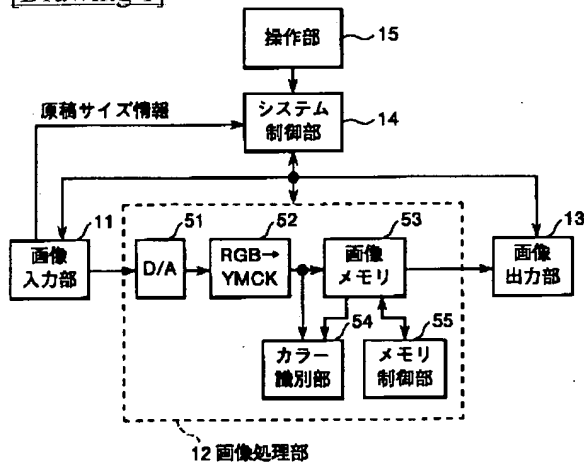 [Drawing 1]
操作部
15
原稿サイズ情報
システム
制御部
14
11
51
52
53
13
画像
入力部
D/A
RGB→
YMCK
画像
メモリ
画像
出力部
54
55
カラー
識別部
メモリ
制御部
12 画像処理部